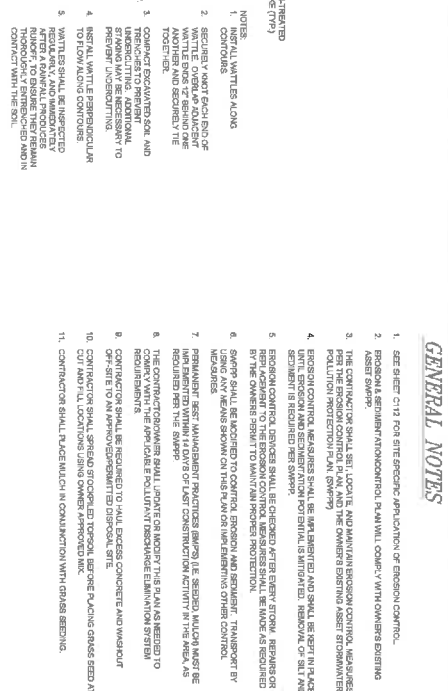 -TREATED
KE (TYP.)
NOTES:
1. INSTALL WATTLES ALONG
CONTOURS.
2. SECURELY KNOT EACH END OF
WATTLE. OVERLAP ADJACENT
WATTLE ENDS 12" BEHIND ONE
ANOTHER AND SECURELY TIE
TOGETHER.
3. COMPACT EXCAVATED SOIL AND
TRENCHES TO PREVENT
UNDERCUTTING. ADDITIONAL
STAKING MAY BE NECESSARY TO
PREVENT UNDERCUTTING.
4. INSTALL WATTLE PERPENDICULAR
TO FLOW ALONG CONTOURS.
5. WATTLES SHALL BE INSPECTED
REGULARLY, AND IMMEDIATELY
AFTER A RAINFALL PRODUCES
RUNOFF, TO ENSURE THEY REMAIN
THOROUGHLY ENTRENCHED AND IN
CONTACT WITH THE SOIL.
GENERAL NOTES
1. SEE SHEET C112 FOR SITE SPECIFIC APPLICATION OF EROSION CONTROL.
2. EROSION & SEDIMENTATION CONTROL PLAN WILL COMPLY WITH OWNER'S EXISTING
ASSET SWPPP.
3. THE CONTRACTOR SHALL SET, LOCATE, AND MAINTAIN EROSION CONTROL MEASURES
PER THE EROSION CONTROL PLAN, AND THE OWNER'S EXISTING ASSET STORMWATER
POLLUTION PROTECTION PLAN. (SWPPP)
4. EROSION CONTROL MEASURES SHALL BE IMPLEMENTED AND SHALL BE KEPT IN PLACE
UNTIL EROSION AND SEDIMENTATION POTENTIAL IS MITIGATED. REMOVAL OF SILT AND
SEDIMENT IS REQUIRED PER SWPPP.
5. EROSION CONTROL DEVICES SHALL BE CHECKED AFTER EVERY STORM. REPAIRS OR
REPLACEMENT TO THE EROSION CONTROL MEASURES SHALL BE MADE AS REQUIRED
BY THE OWNERS PERMIT TO MAINTAIN PROPER PROTECTION.
6. SWPPP SHALL BE MODIFIED TO CONTROL EROSION AND SEDIMENT TRANSPORT BY
USING ANY MEANS SHOWN ON THIS PLAN OR IMPLEMENTING OTHER CONTROL
MEASURES
7. PERMANENT BEST MANAGEMENT PRACTICES (BMPS) (I.E. SEEDED, MULCH) MUST BE
IMPLEMENTED WITHIN 14 DAYS OF LAST CONSTRUCTION ACTIVITY IN THE AREA, AS
REQUIRED PER THE SWPPP.
8. THE CONTRACTOR/OWNER SHALL UPDATE OR MODIFY THIS PLAN AS NEEDED TO
COMPLY WITH THE APPLICABLE POLLUTANT DISCHARGE ELIMINATION SYSTEM
REQUIREMENTS.
9. CONTRACTOR SHALL BE REQUIRED TO HAUL EXCESS CONCRETE AND WASHOUT
OFF-SITE TO AN APPROVED/PERMITTED DISPOSAL SITE.
10. CONTRACTOR SHALL SPREAD STOCKPILED TOPSOIL BEFORE PLACING GRASS SEED AT
CUT AND FILL LOCATIONS USING OWNER APPROVED MIX.
11. CONTRACTOR SHALL PLACE MULCH IN CONJUNCTION WITH GRASS SEEDING.